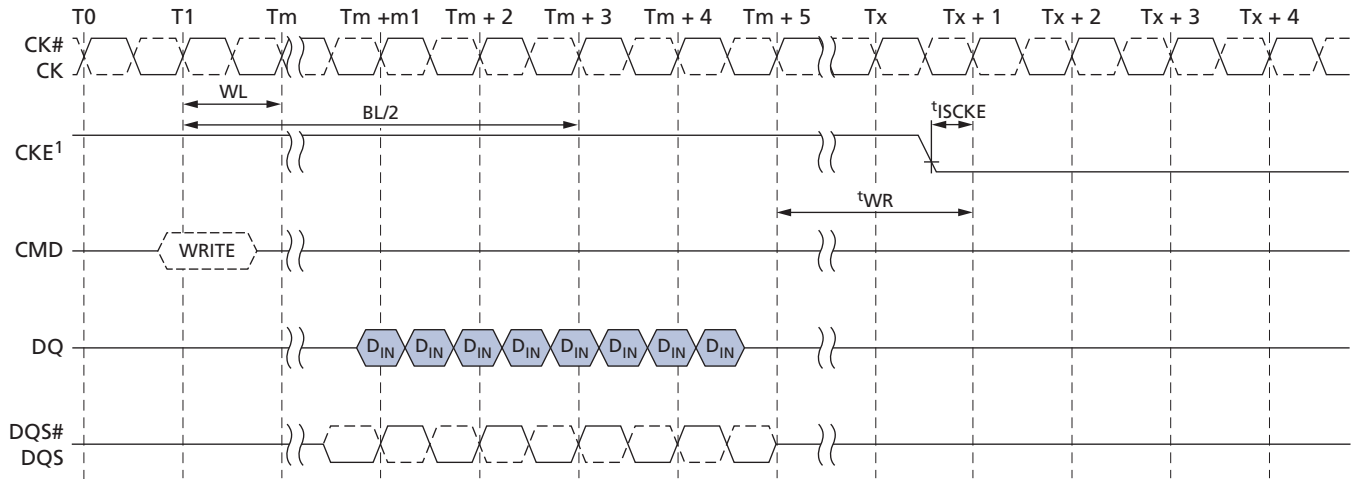 T0 T1 Tm Tm +m1 Tm + 2 Tm + 3 Tm + 4 Tm + 5 Tx Tx + 1 Tx + 2 Tx + 3 Tx + 4
CK#
CK
WL
BL/2
tISCKE
CKE1
tWR
CMD WRITE
DQ DIN DIN DIN DIN DIN DIN DIN DIN
DQS#
DQS